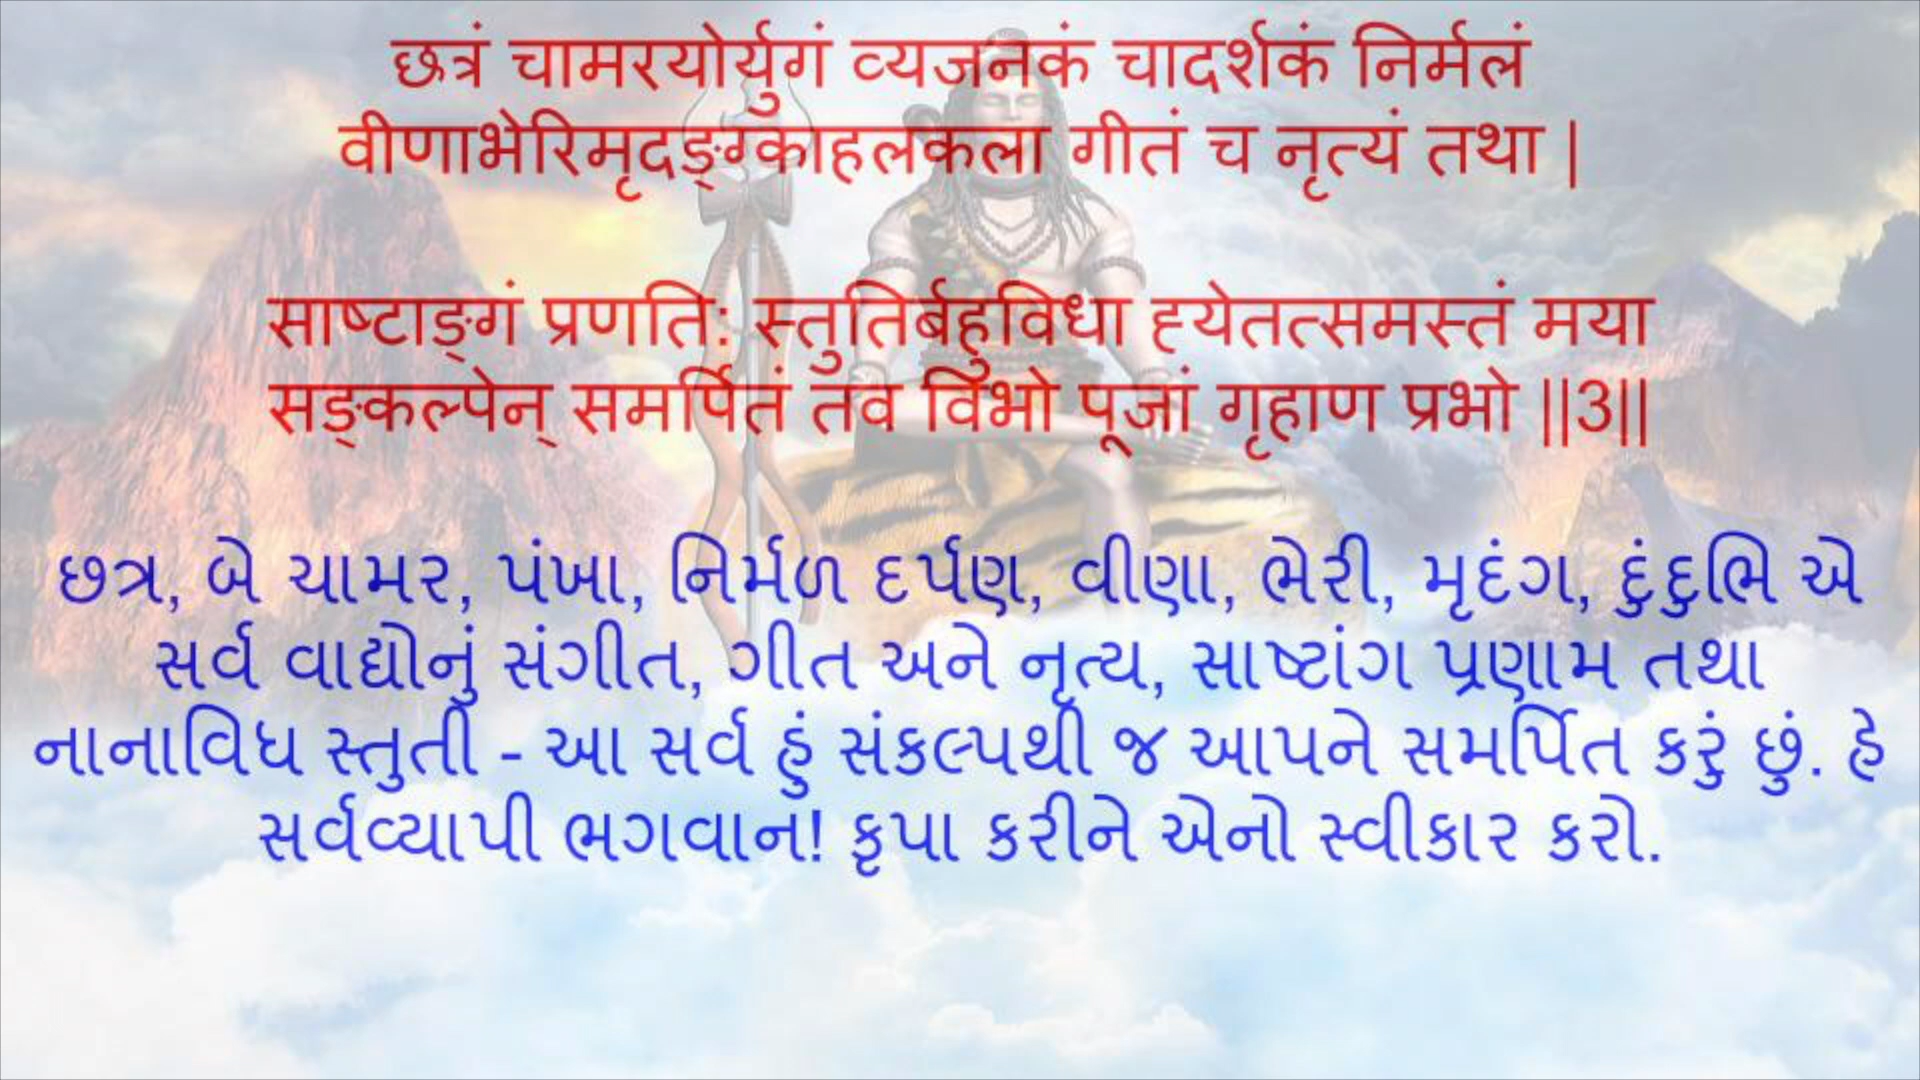 छत्रं चामरयोर्युगं व्यजनकं चादर्शकं निर्मलं
वीणाभेरिमृदङ्ग्काहलकला गीतं च नृत्यं तथा |
साष्टाङ्गं प्रणति: स्तुतिर्बहुविधा ह्येतत्समस्तं मया
सङ्कल्पेन् समर्पितं तव विभो पूजां गृहाण प्रभो ||3||
છત્ર, બે ચામર, પંખા, નિર્મળ દર્પણ, વીણા, ભેરી, મૃદંગ, દુંદુભિ એ
સર્વ વાદ્યોનું સંગીત, ગીત અને નૃત્ય, સાષ્ટાંગ પ્રણામ તથા
નાનાવિધ સ્તુતી - આ સર્વ હું સંકલ્પથી જ આપને સમર્પિત કરું છું. હે
સર્વવ્યાપી ભગવાન! કૃપા કરીને એનો સ્વીકાર કરો.